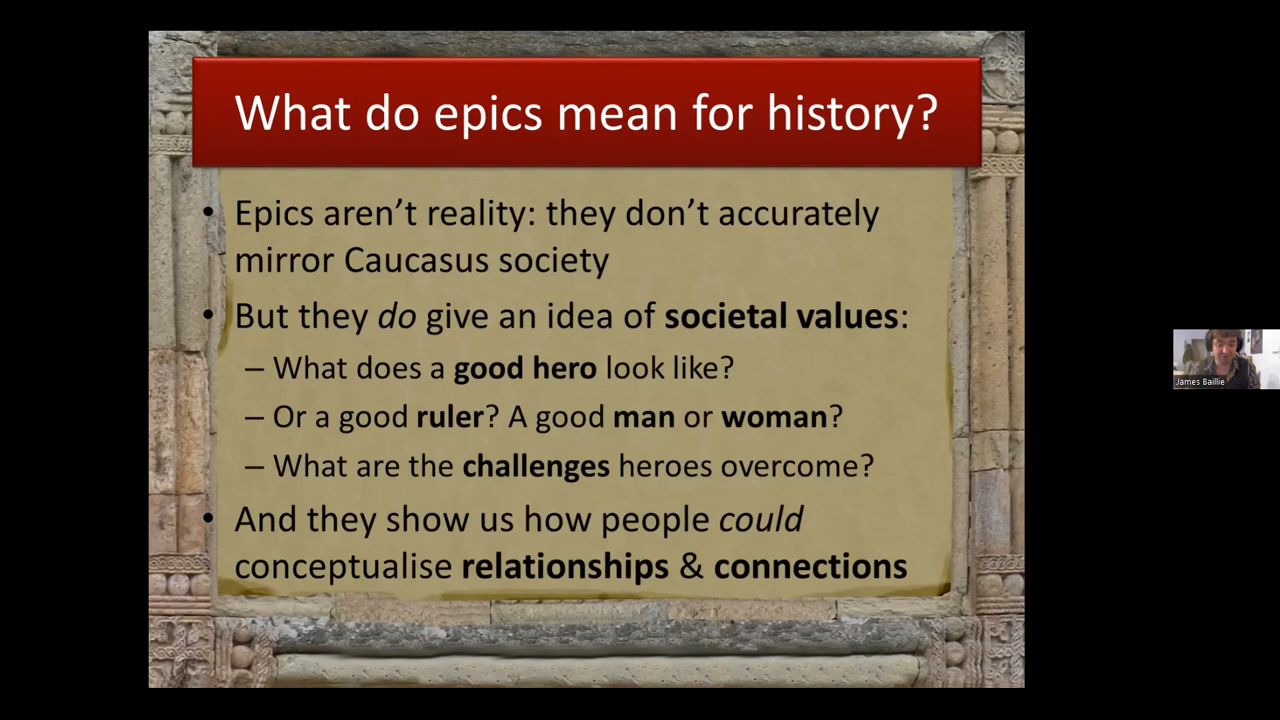 What do epics mean for history?
• Epics aren't reality: they don't accurately
mirror Caucasus society
• But they do give an idea of societal values:
– What does a good hero look like?
– Or a good ruler? A good man or woman?
– What are the challenges heroes overcome?
• And they show us how people could
conceptualise relationships & connections
James Baillie